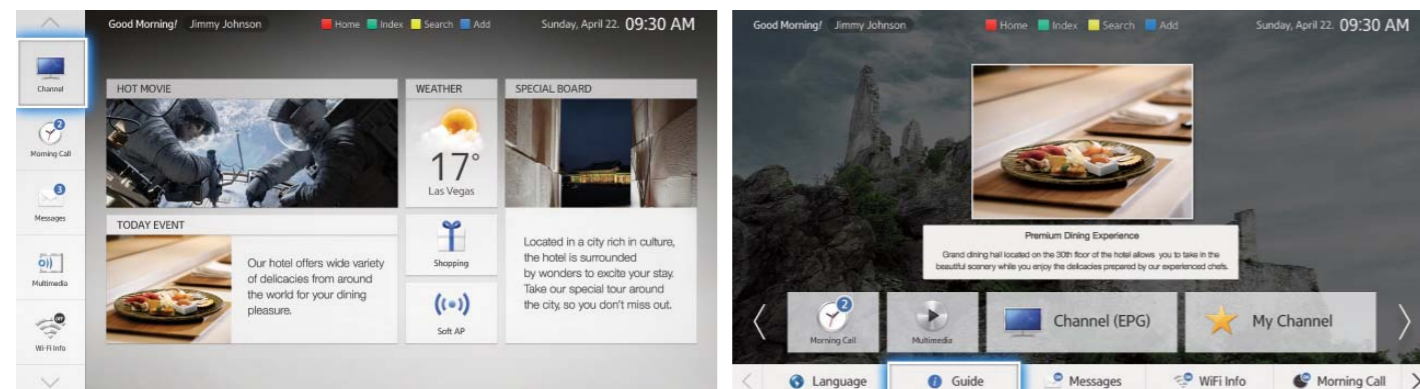 Good Morning! Jimmy Johnson
Home Index Search Add
Sunday, April 22. 09:30 AM
Channel
2
Morning Call
3
Messages
Multimedia
OFF
Wi-Fi Info
HOT MOVIE
WEATHER
17°
Las Vegas
SPECIAL BOARD
TODAY EVENT
Our hotel offers wide variety
of delicacies from around
the world for your dining
pleasure.
Shopping
Soft AP
Located in a city rich in culture,
the hotel is surrounded
by wonders to excite your stay.
Take our special tour around
the city, so you don't miss out.
Good Morning! Jimmy Johnson
Home Index Search Add
Sunday, April 22. 09:30 AM
Premium Dining Experience
Grand dining hall located on the 30th floor of the hotel allows you to take in the
beautiful scenery while you enjoy the delicacies prepared by our experienced chefs.
2
Morning Call
Multimedia
Channel (EPG)
My Channel
Language
Guide
Messages
WiFi Info
Morning Call